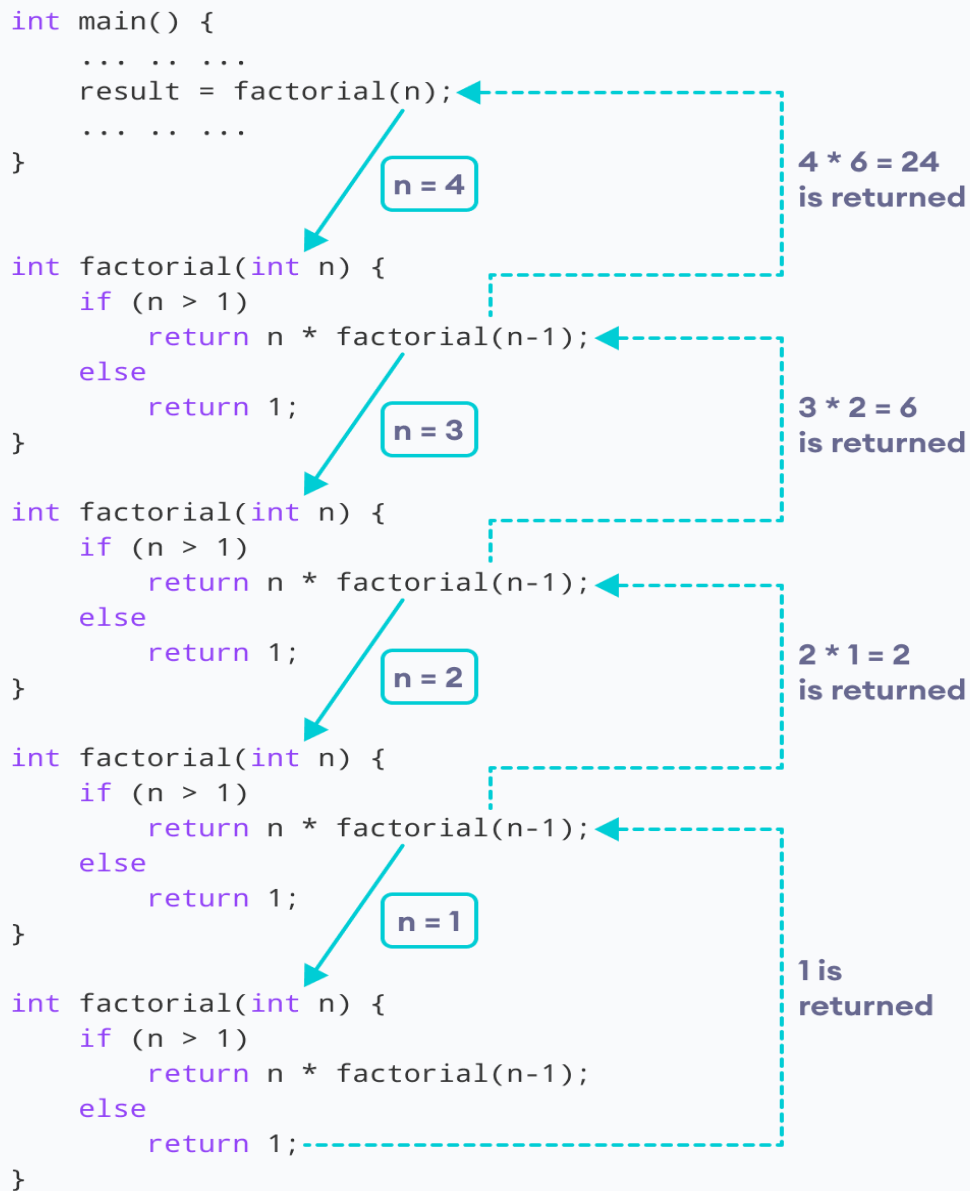 int main() {
    ... .. ...
    result = factorial(n);
    ... .. ...
}
4 * 6 = 24
is returned
n = 4
int factorial(int n) {
    if (n > 1)
        return n * factorial(n-1);
    else
        return 1;
}
3 * 2 = 6
is returned
n = 3
int factorial(int n) {
    if (n > 1)
        return n * factorial(n-1);
    else
        return 1;
}
2 * 1 = 2
is returned
n = 2
int factorial(int n) {
    if (n > 1)
        return n * factorial(n-1);
    else
        return 1;
}
1 is
returned
n = 1
int factorial(int n) {
    if (n > 1)
        return n * factorial(n-1);
    else
        return 1;
}